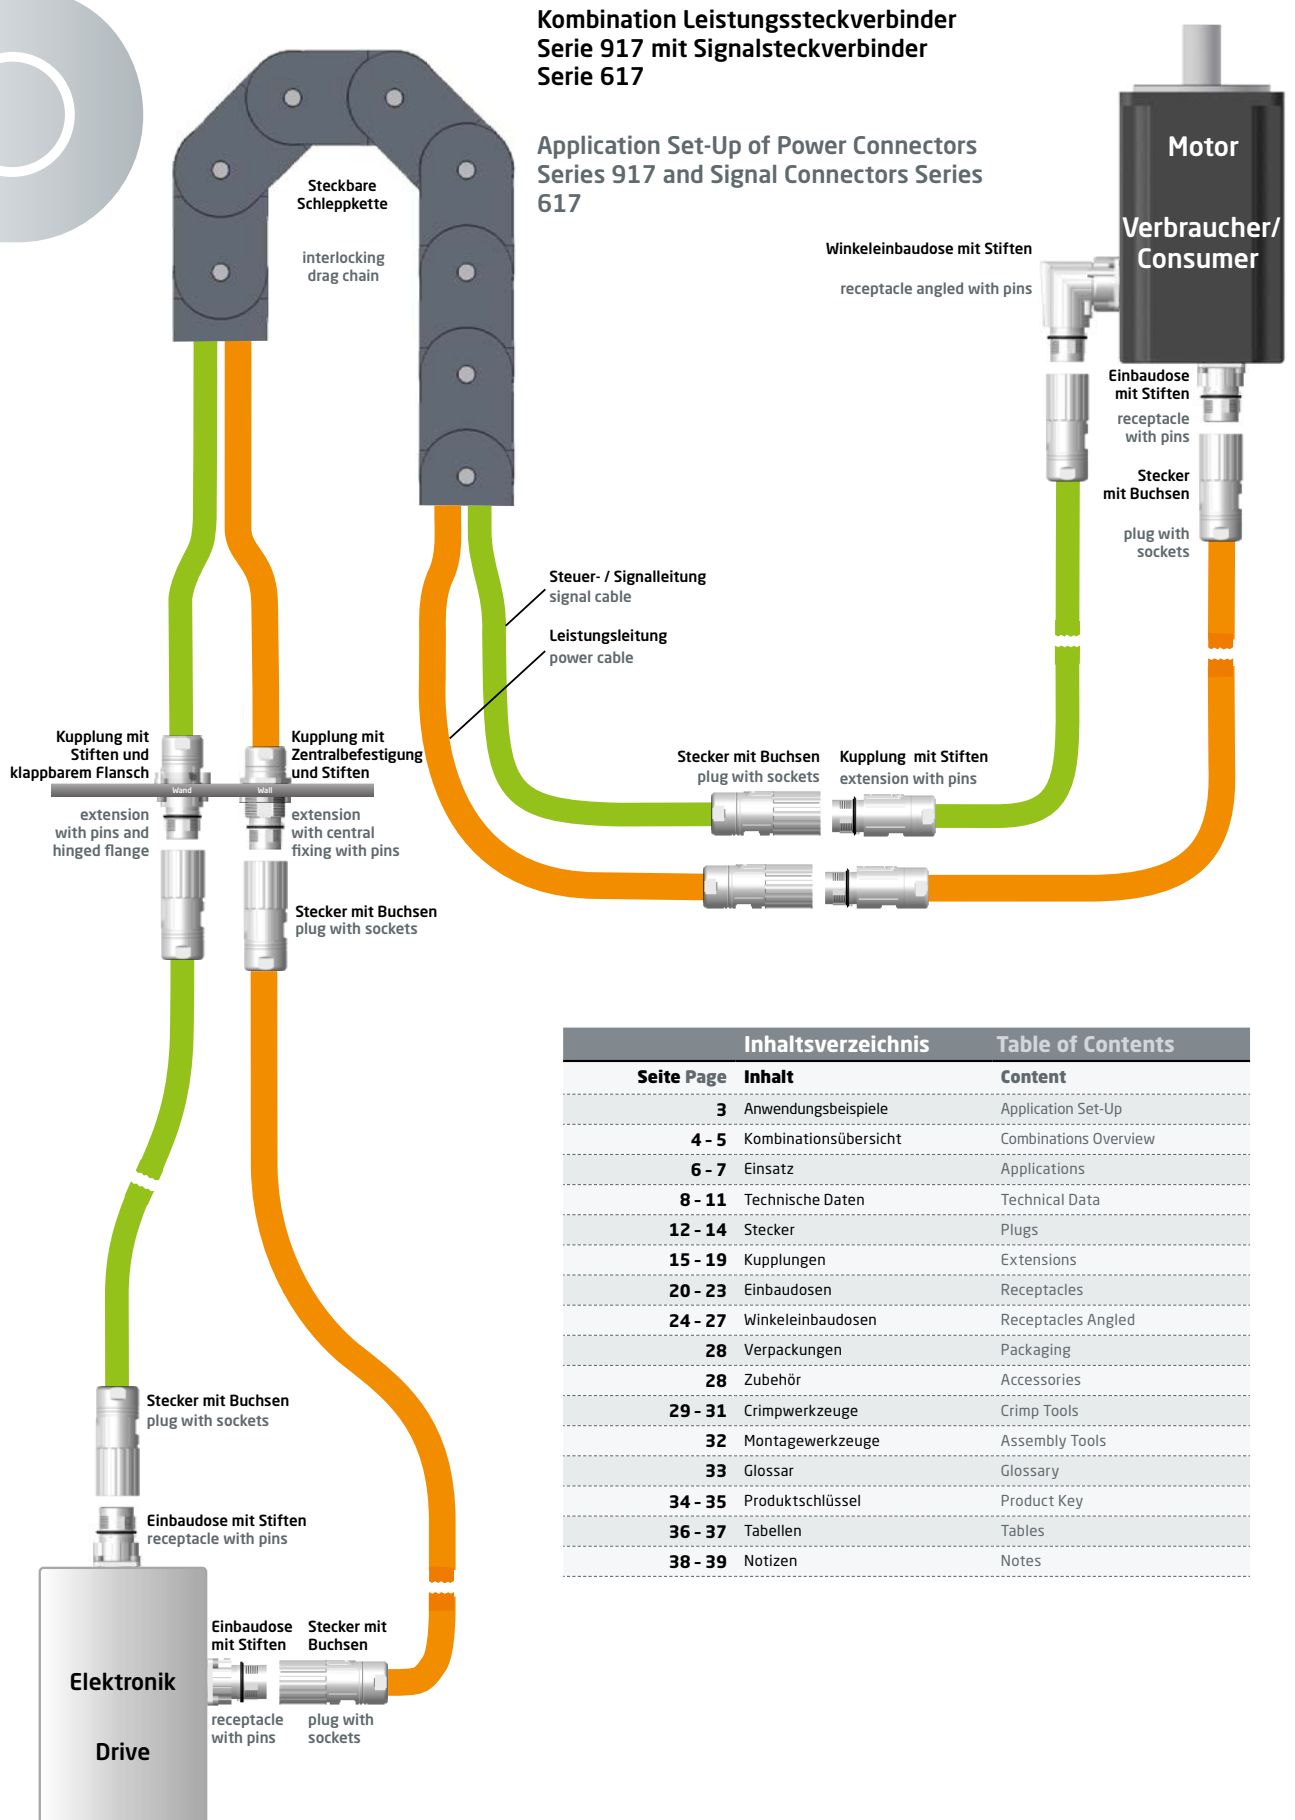 Kombination Leistungssteckverbinder
Serie 917 mit Signalsteckverbinder
Serie 617
Application Set-Up of Power Connectors
Series 917 and Signal Connectors Series
617
Motor
Verbraucher/
Consumer
Steckbare
Schleppkette
interlocking
drag chain
Winkeleinbaudose mit Stiften
receptacle angled with pins
Einbaudose
mit Stiften
receptacle
with pins
Stecker
mit Buchsen
plug with
sockets
Steuer- / Signalleitung
signal cable
Leistungsleitung
power cable
Kupplung mit
Stiften und
klappbarem Flansch
Wand
extension
with pins and
hinged flange
Kupplung mit
Zentralbefestigung
und Stiften
Wall
extension
with central
fixing with pins
Stecker mit Buchsen
plug with sockets
Kupplung mit Stiften
extension with pins
Stecker mit Buchsen
plug with sockets
Inhaltsverzeichnis Table of Contents
Seite Page Inhalt Content
3 Anwendungsbeispiele Application Set-Up
4 – 5 Kombinationsübersicht Combinations Overview
6 – 7 Einsatz Applications
8 – 11 Technische Daten Technical Data
12 – 14 Stecker Plugs
15 – 19 Kupplungen Extensions
20 – 23 Einbaudosen Receptacles
24 – 27 Winkeleinbaudosen Receptacles Angled
28 Verpackungen Packaging
28 Zubehör Accessories
29 – 31 Crimpwerkzeuge Crimp Tools
32 Montagewerkzeuge Assembly Tools
33 Glossar Glossary
34 – 35 Produktschlüssel Product Key
36 – 37 Tabellen Tables
38 – 39 Notizen Notes
Stecker mit Buchsen
plug with sockets
Einbaudose mit Stiften
receptacle with pins
Einbaudose
mit Stiften
receptacle
with pins
Stecker mit
Buchsen
plug with
sockets
Elektronik
Drive